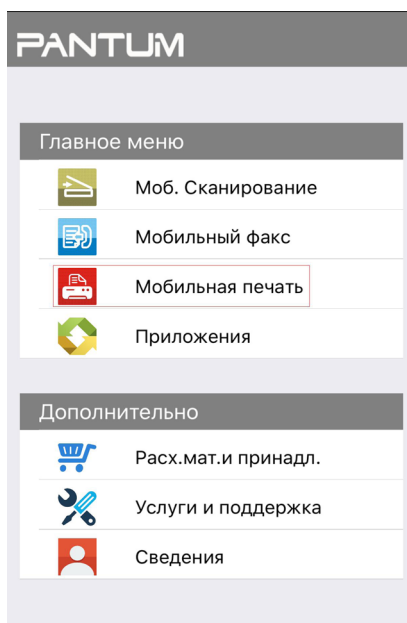 PANTUM
Главное меню
Моб. Сканирование
Мобильный факс
Мобильная печать
Приложения
Дополнительно
Расх.мат.и принадл.
Услуги и поддержка
Сведения